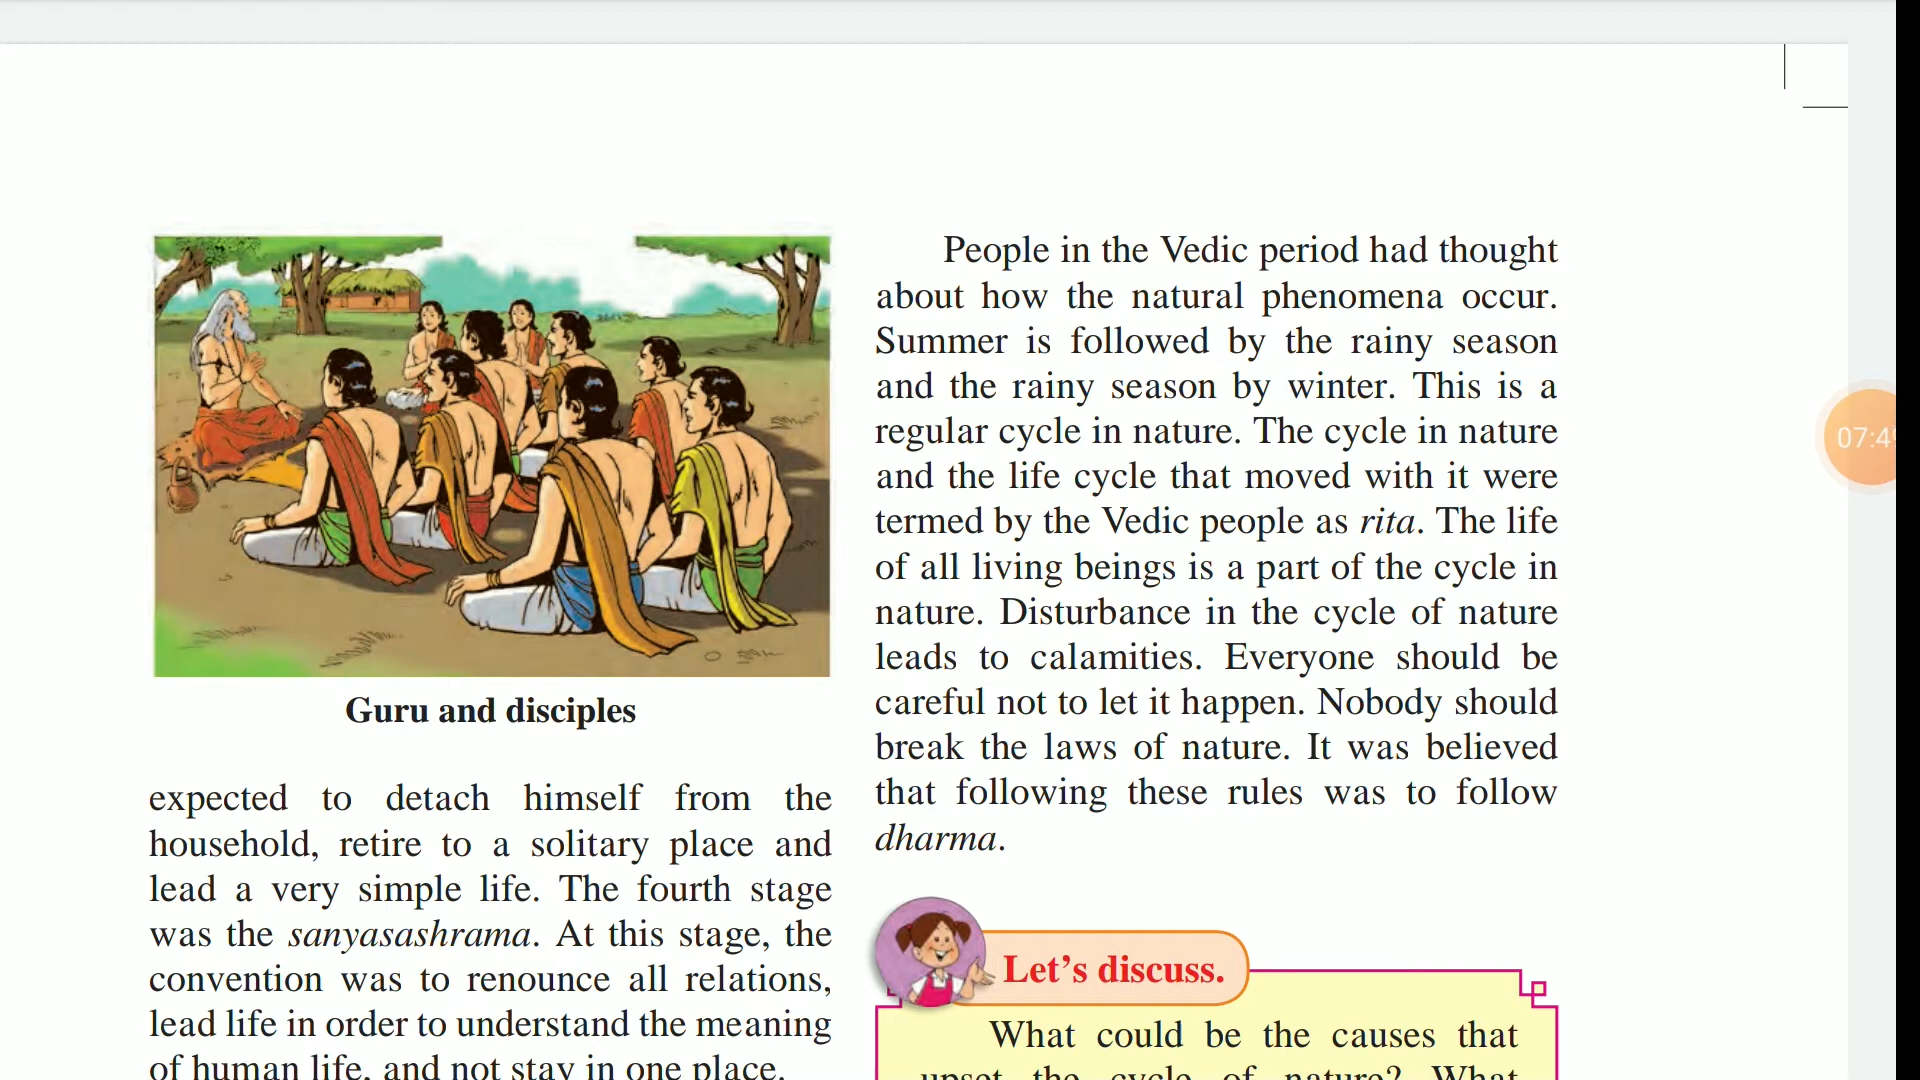 Guru and disciples
expected to detach himself from the
household, retire to a solitary place and
lead a very simple life. The fourth stage
was the sanyasashrama. At this stage, the
convention was to renounce all relations,
lead life in order to understand the meaning
of human life, and not stay in one place.
People in the Vedic period had thought
about how the natural phenomena occur.
Summer is followed by the rainy season
and the rainy season by winter. This is a
regular cycle in nature. The cycle in nature
and the life cycle that moved with it were
termed by the Vedic people as rita. The life
of all living beings is a part of the cycle in
nature. Disturbance in the cycle of nature
leads to calamities. Everyone should be
careful not to let it happen. Nobody should
break the laws of nature. It was believed
that following these rules was to follow
dharma.
Let’s discuss.
What could be the causes that
upset the cycle of nature? What